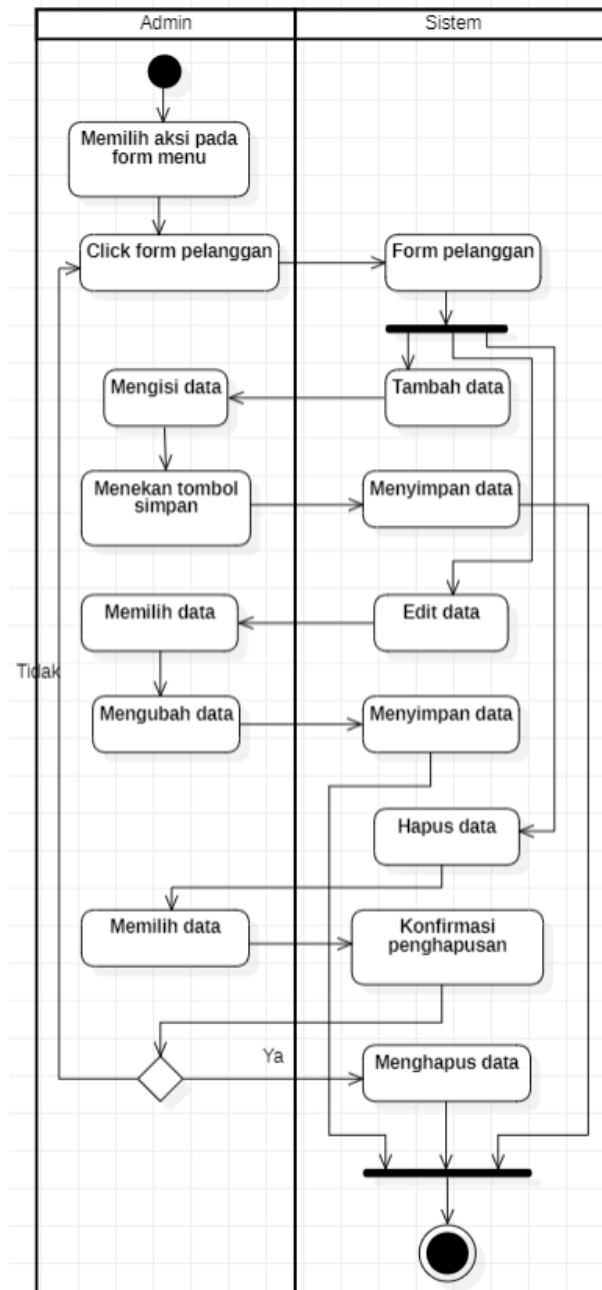 Admin
Sistem
Memilih aksi pada
form menu
Click form pelanggan
Form pelanggan
Mengisi data
Tambah data
Menekan tombol
simpan
Menyimpan data
Memilih data
Edit data
Tidak
Mengubah data
Menyimpan data
Hapus data
Memilih data
Konfirmasi
penghapusan
Ya
Menghapus data